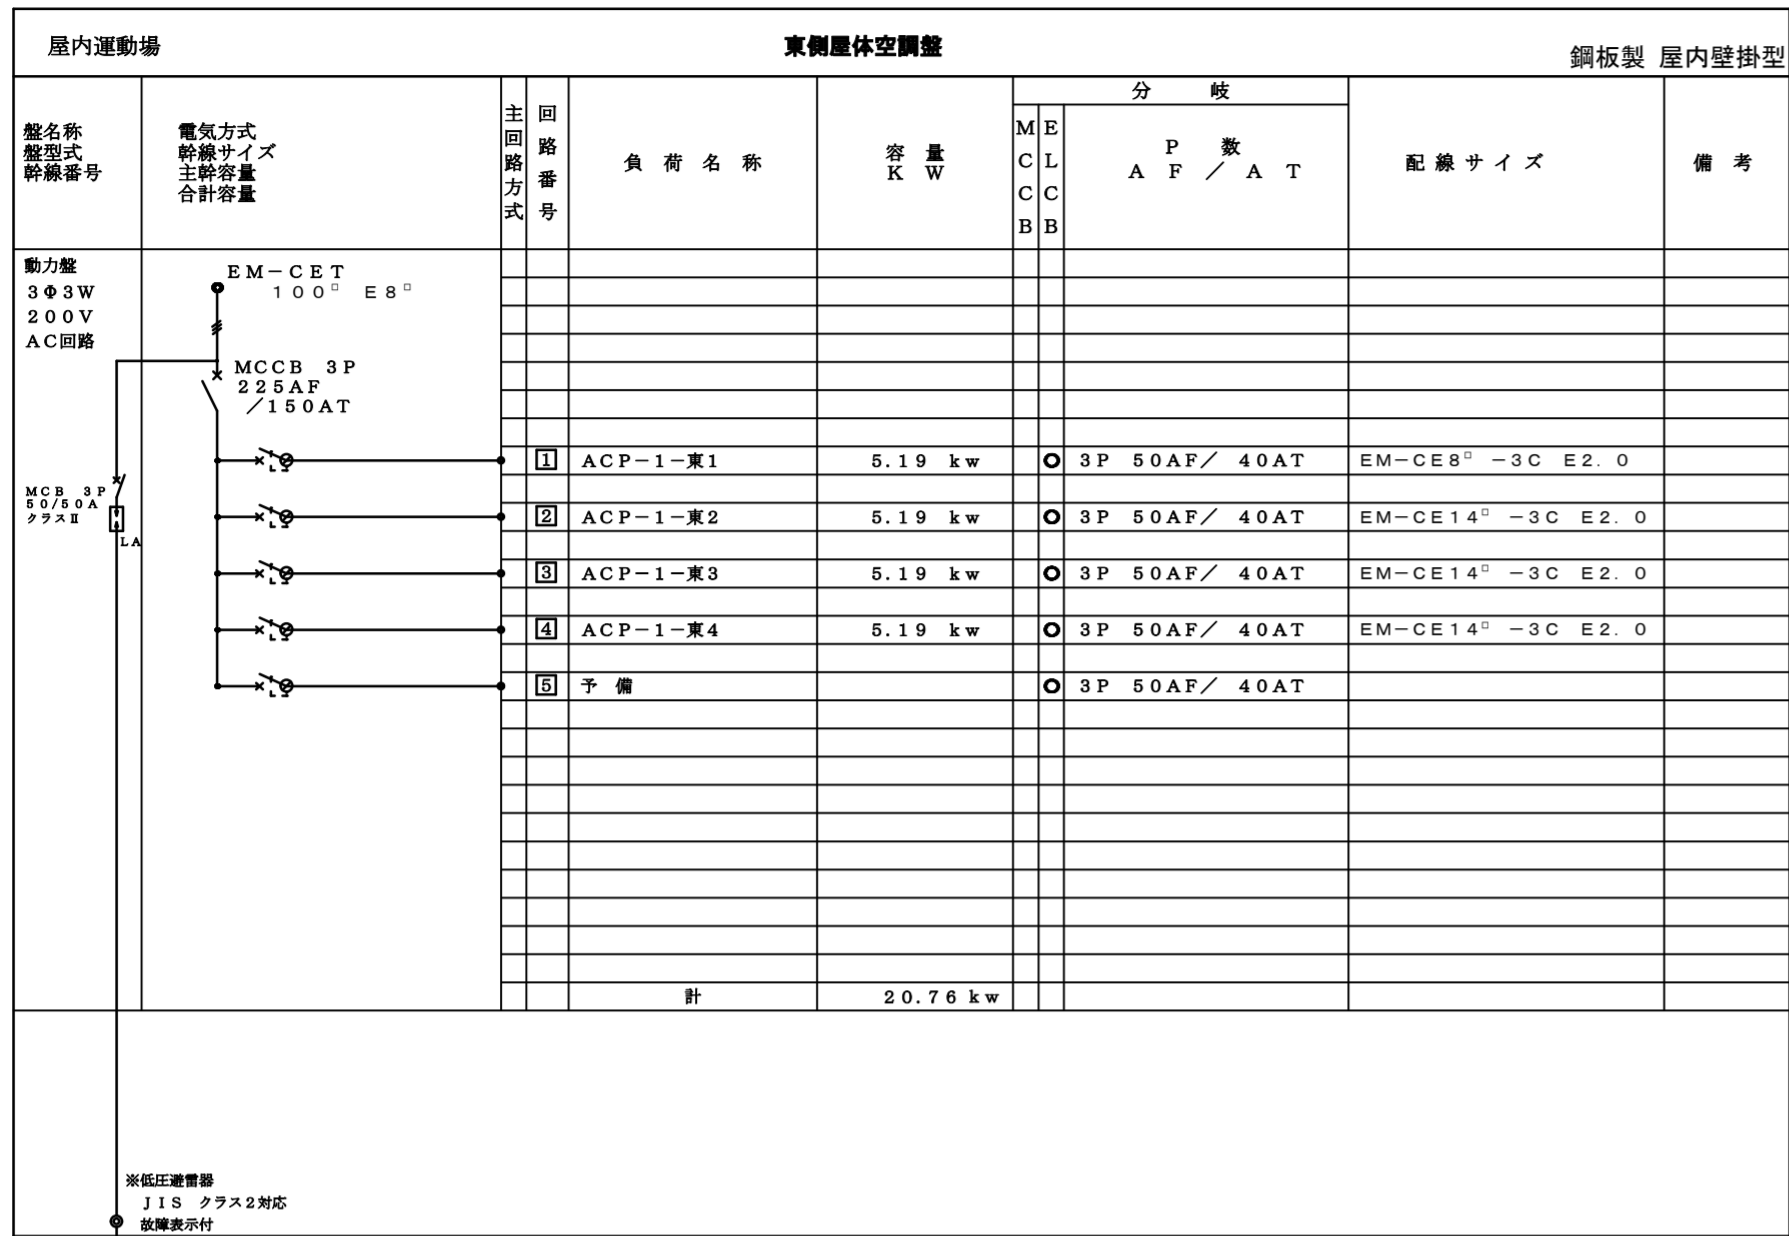 屋内運動場
東側屋体空調盤
鋼板製 屋内壁掛型
盤名称
盤型式
幹線番号
電気方式
幹線サイズ
主幹容量
合計容量
主回路方式
回路番号
負 荷 名 称
容 量
K W
分 岐
MCCB
ELCB
P 数
A F / A T
配 線 サ イ ズ
備 考
動力盤
3Φ3W
200V
AC回路
EM-CET
100□ E8□
MCCB 3P
225AF
/150AT
MCB 3P
50/50A
クラスⅡ
LA
1 ACP-1-東1 5.19 kw O 3P 50AF/ 40AT EM-CE8□ -3C E2.0
2 ACP-1-東2 5.19 kw O 3P 50AF/ 40AT EM-CE14□ -3C E2.0
3 ACP-1-東3 5.19 kw O 3P 50AF/ 40AT EM-CE14□ -3C E2.0
4 ACP-1-東4 5.19 kw O 3P 50AF/ 40AT EM-CE14□ -3C E2.0
5 予 備 O 3P 50AF/ 40AT
計 20.76 kw
※低圧避雷器
JIS クラス2対応
故障表示付